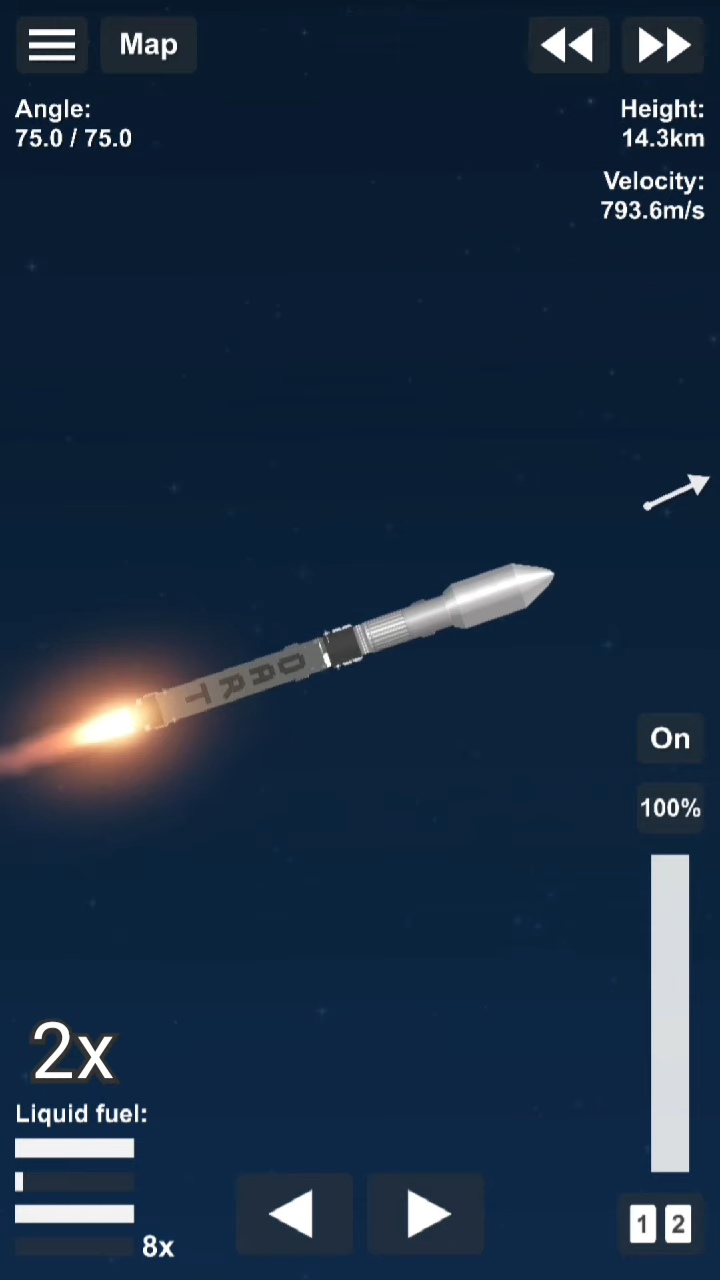 Map
Angle:
75.0 / 75.0
Height:
14.3km
Velocity:
793.6m/s
DART
On
100%
2x
Liquid fuel:
8x
1 2